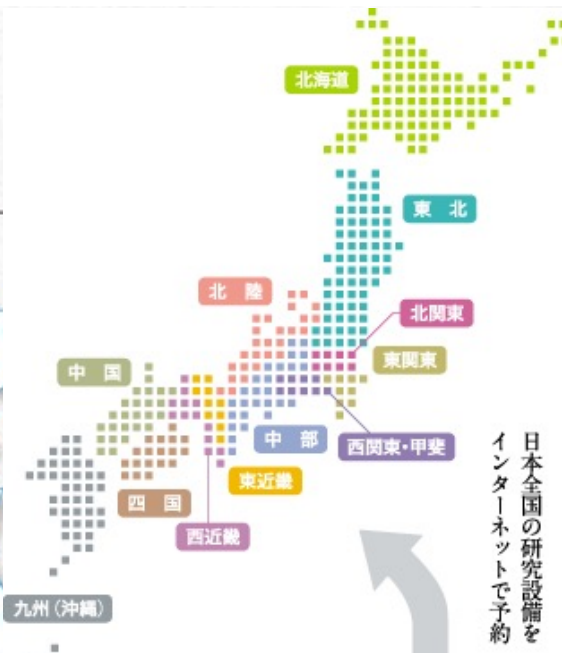 北海道
東 北
北 陸
北関東
東関東
中 国
中 部
西関東・甲斐
東近畿
四 国
西近畿
九州(沖縄)
日本全国の研究設備を
インターネットで予約